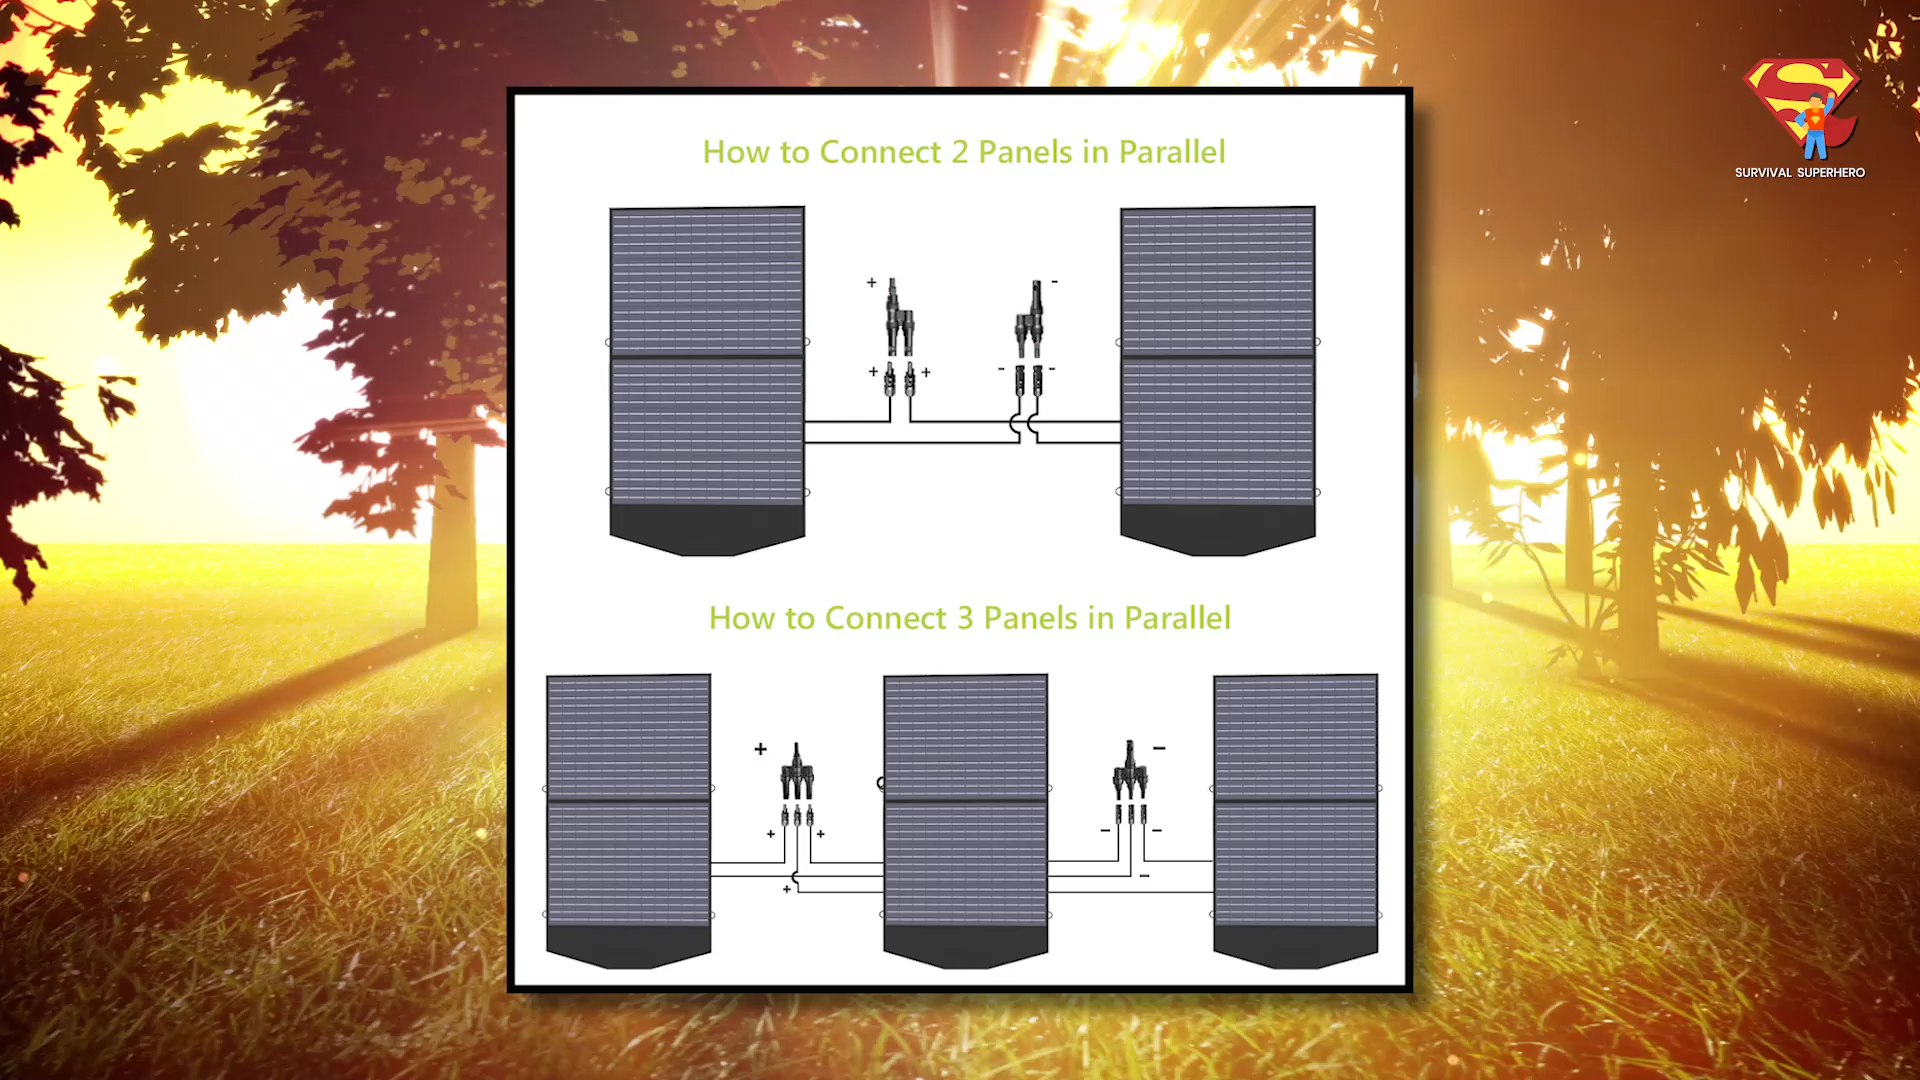 SURVIVAL SUPERHERO
How to Connect 2 Panels in Parallel
+ -
+ + - -
How to Connect 3 Panels in Parallel
+ -
+ + - -
+ -